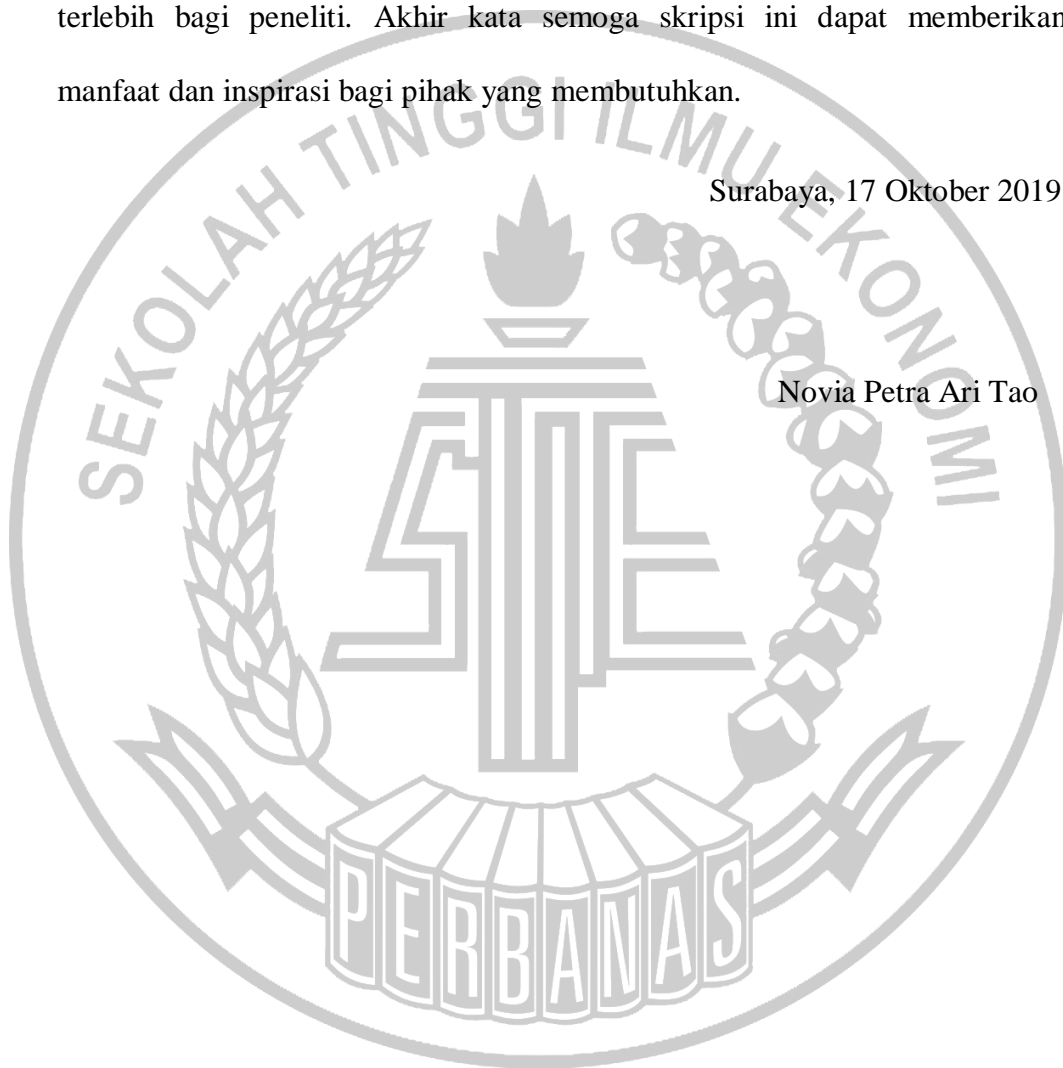 terlebih bagi peneliti. Akhir kata semoga skripsi ini dapat memberikan
manfaat dan inspirasi bagi pihak yang membutuhkan.
Surabaya, 17 Oktober 2019
Novia Petra Ari Tao
SEKOLAH TINGGI ILMU EKONOMI
STIE
PERBANAS